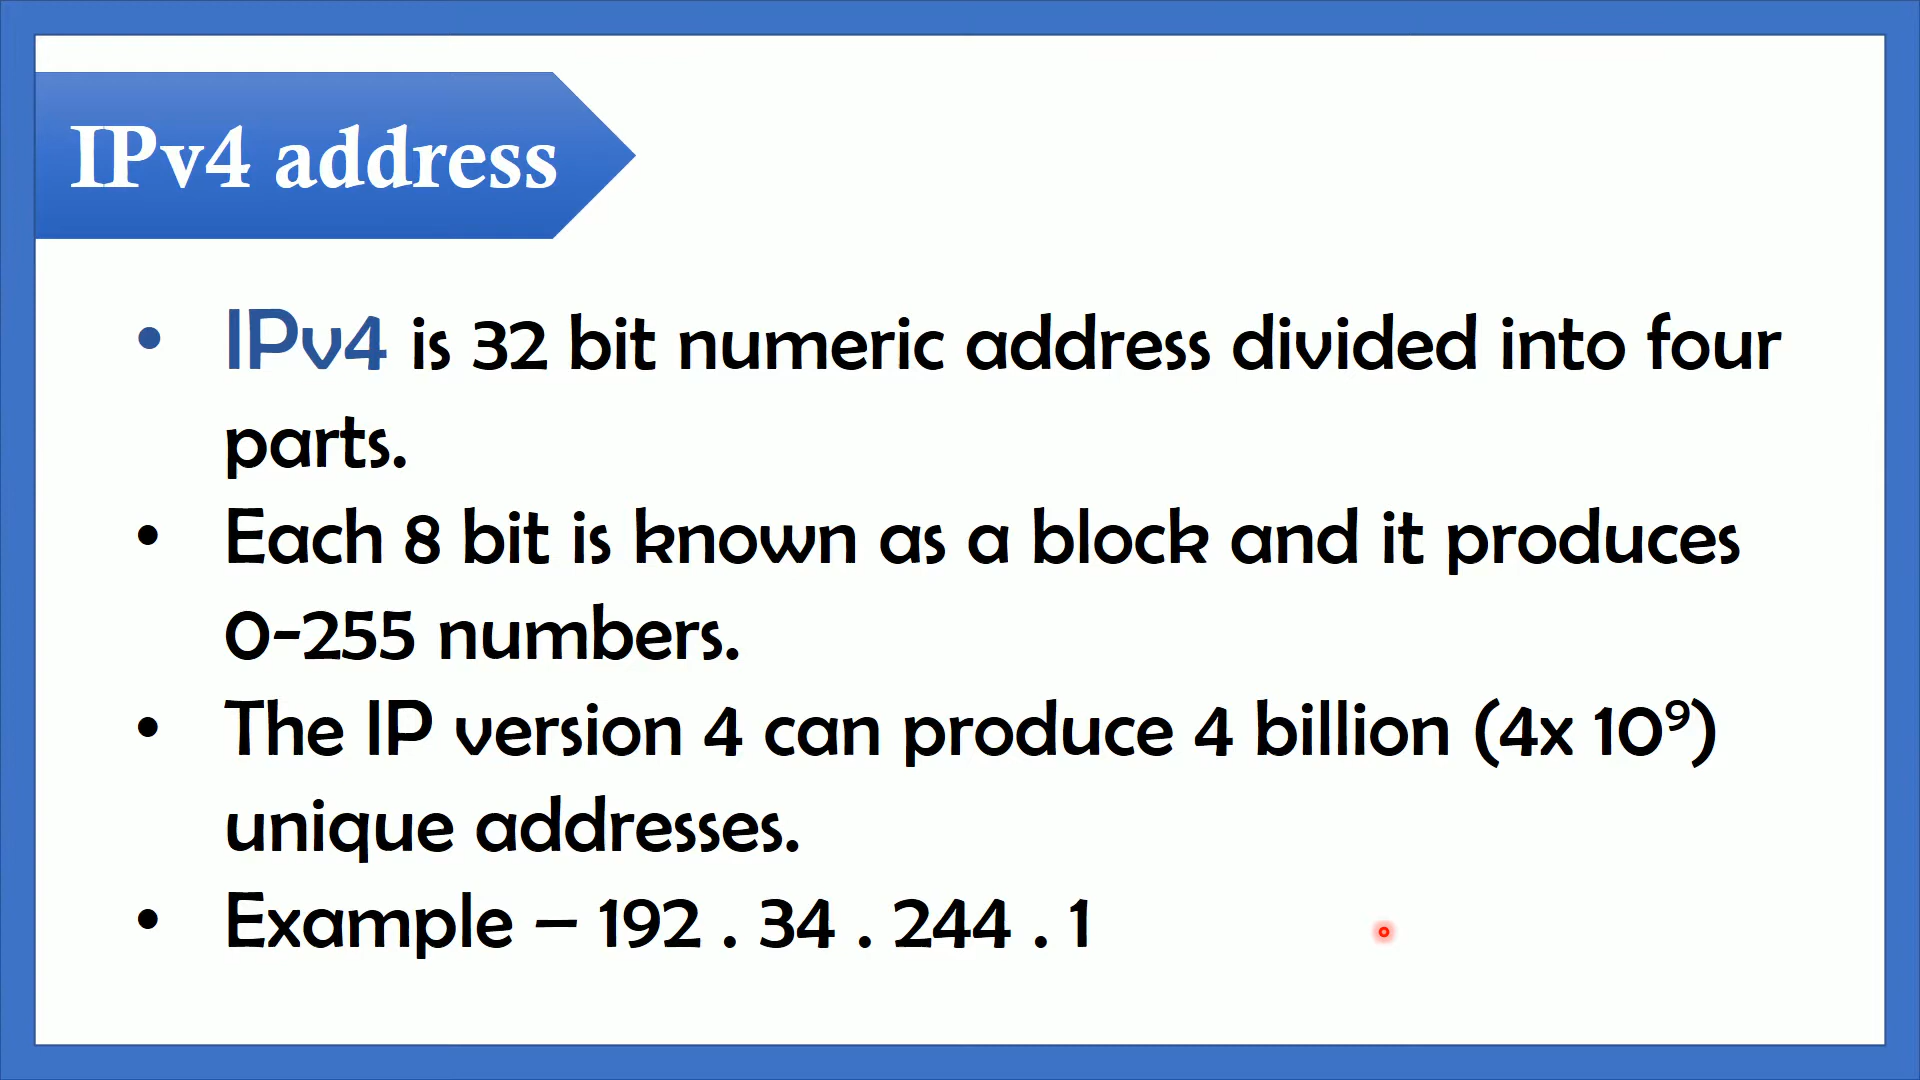 IPv4 address
• IPv4 is 32 bit numeric address divided into four
parts.
• Each 8 bit is known as a block and it produces
0-255 numbers.
• The IP version 4 can produce 4 billion (4x 10⁹)
unique addresses.
• Example – 192 . 34 . 244 . 1